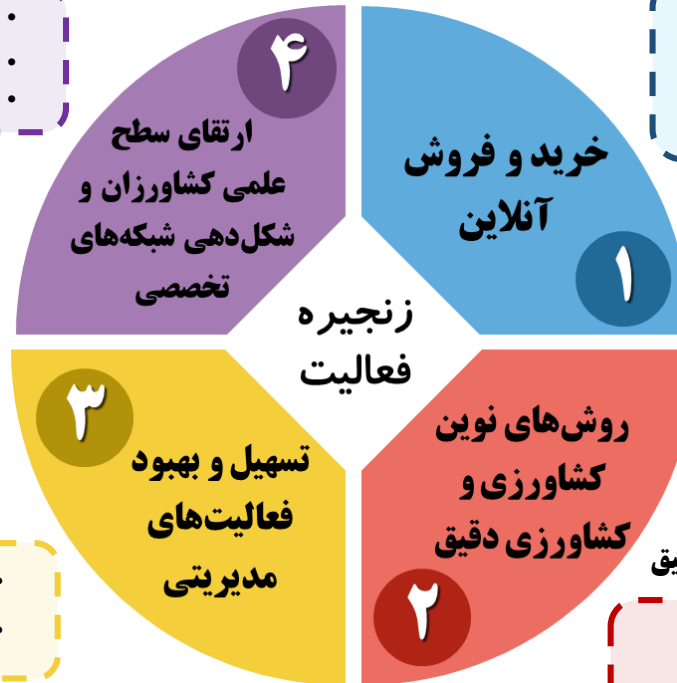 ۱
خرید و فروش
آنلاین
۲
روش‌های نوین
کشاورزی و
کشاورزی دقیق
۳
تسهیل و بهبود
فعالیت‌های
مدیریتی
۴
ارتقای سطح
علمی کشاورزان و
شکل‌دهی شبکه‌های
تخصصی
زنجیره
فعالیت